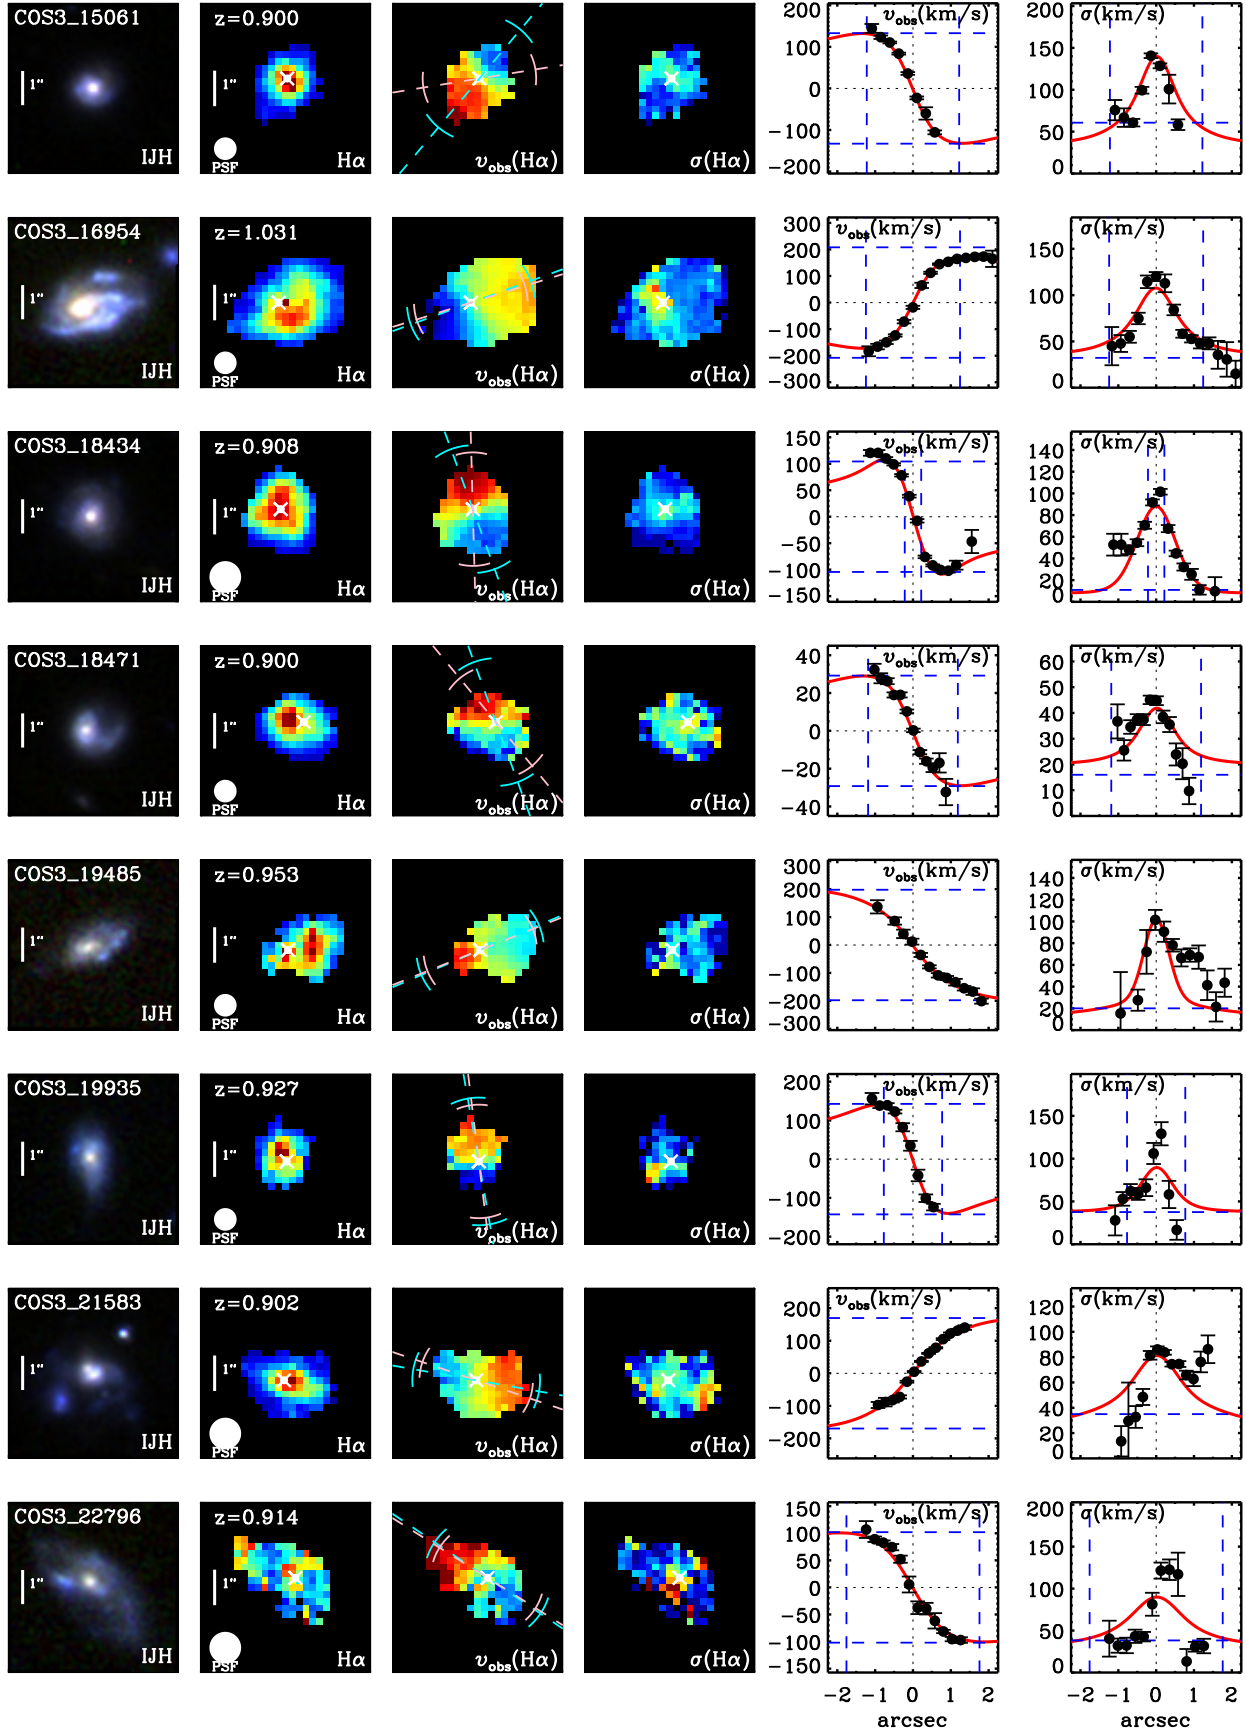 COS3_15061 z=0.900 v_obs(km/s) σ(km/s)
1" 1"
IJH PSF Hα v_obs(Hα) σ(Hα)
200 100 0 −100 −200
200 150 100 50 0
COS3_16954 z=1.031 v_obs(km/s) σ(km/s)
1" 1"
IJH PSF Hα v_obs(Hα) σ(Hα)
300 200 100 0 −100 −200 −300
150 100 50 0
COS3_18434 z=0.908 v_obs(km/s) σ(km/s)
1" 1"
IJH PSF Hα v_obs(Hα) σ(Hα)
150 100 50 0 −50 −100 −150
140 120 100 80 60 40 20 0
COS3_18471 z=0.900 v_obs(km/s) σ(km/s)
1" 1"
IJH PSF Hα v_obs(Hα) σ(Hα)
40 20 0 −20 −40
60 50 40 30 20 10 0
COS3_19485 z=0.953 v_obs(km/s) σ(km/s)
1" 1"
IJH PSF Hα v_obs(Hα) σ(Hα)
300 200 100 0 −100 −200 −300
140 120 100 80 60 40 20 0
COS3_19935 z=0.927 v_obs(km/s) σ(km/s)
1" 1"
IJH PSF Hα v_obs(Hα) σ(Hα)
200 100 0 −100 −200
150 100 50 0
COS3_21583 z=0.902 v_obs(km/s) σ(km/s)
1" 1"
IJH PSF Hα v_obs(Hα) σ(Hα)
200 100 0 −100 −200
120 100 80 60 40 20 0
COS3_22796 z=0.914 v_obs(km/s) σ(km/s)
1" 1"
IJH PSF Hα v_obs(Hα) σ(Hα)
150 100 50 0 −50 −100 −150
200 150 100 50 0
−2 −1 0 1 2 −2 −1 0 1 2
arcsec arcsec